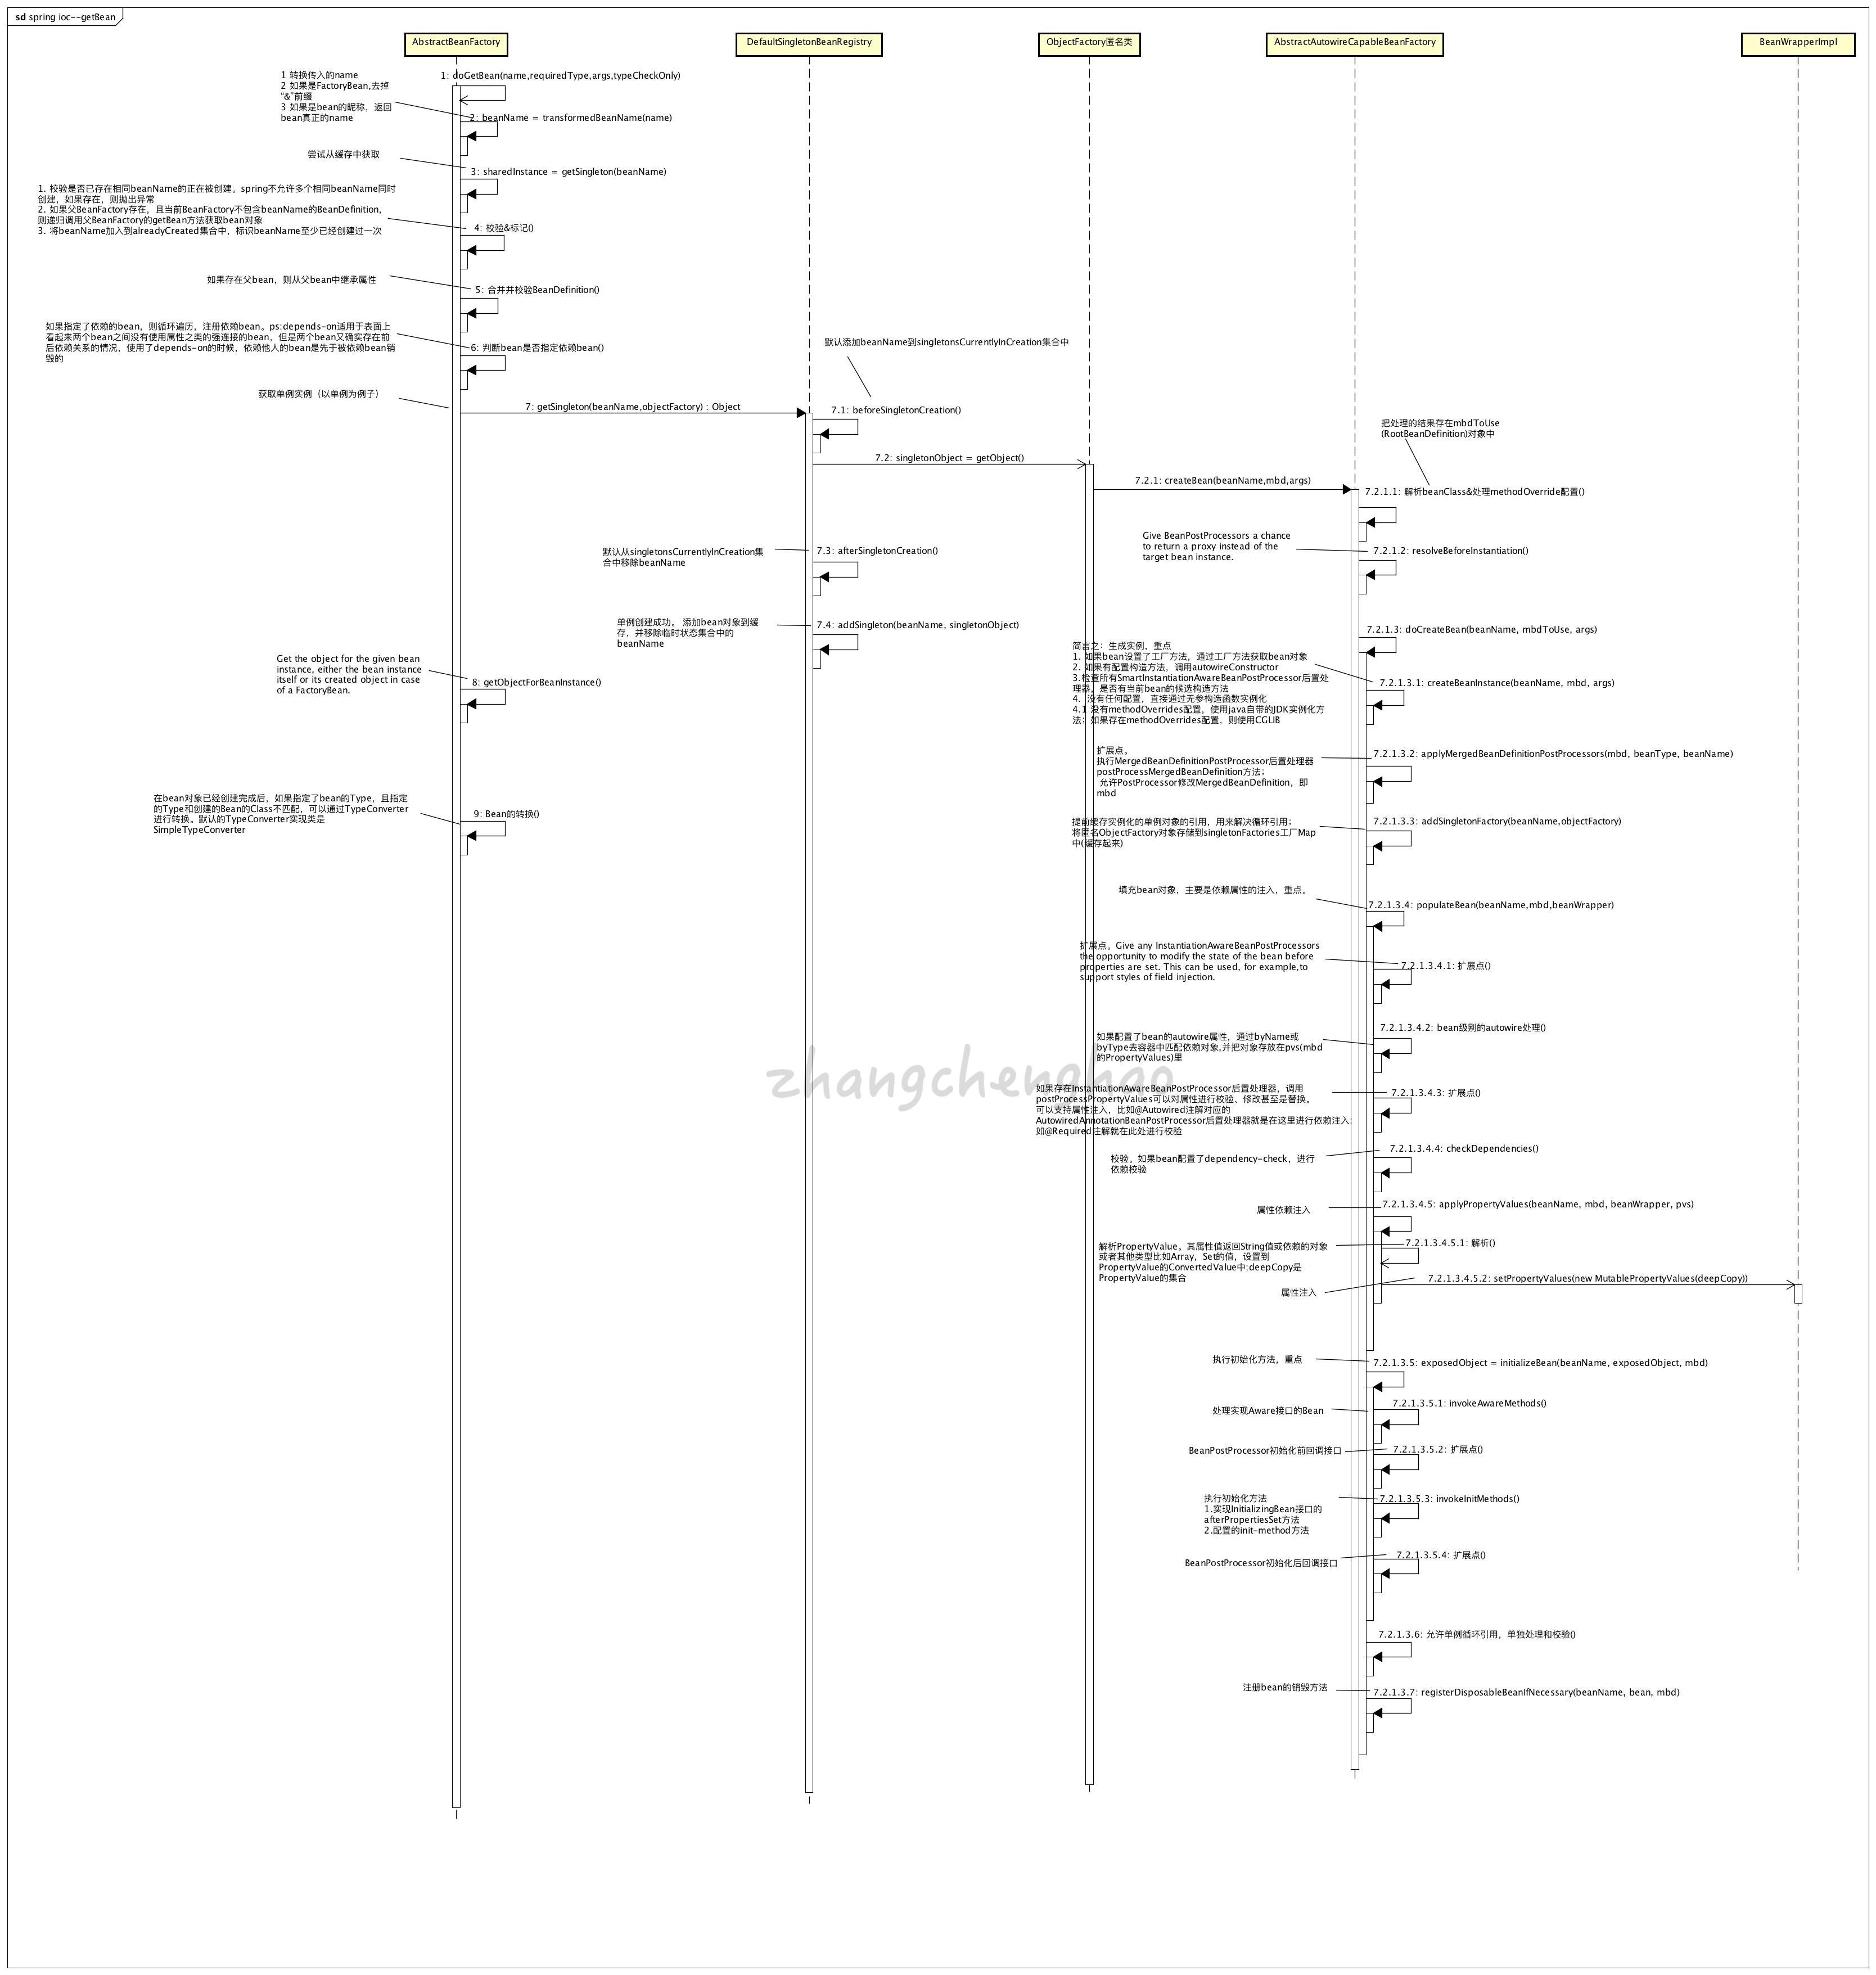 sd spring ioc--getBean
AbstractBeanFactory
DefaultSingletonBeanRegistry
ObjectFactory匿名类
AbstractAutowireCapableBeanFactory
BeanWrapperImpl
1: doGetBean(name,requiredType,args,typeCheckOnly)
1 转换传入的name
2 如果是FactoryBean,去掉
“&”前缀
3 如果是bean的昵称，返回
bean真正的name
2: beanName = transformedBeanName(name)
尝试从缓存中获取
3: sharedInstance = getSingleton(beanName)
1. 校验是否已存在相同beanName的正在被创建。spring不允许多个相同beanName同时
创建，如果存在，则抛出异常
2. 如果父BeanFactory存在，且当前BeanFactory不包含beanName的BeanDefinition,
则递归调用父BeanFactory的getBean方法获取bean对象
3. 将beanName加入到alreadyCreated集合中，标识beanName至少已经创建过一次
4: 校验&标记()
如果存在父bean，则从父bean中继承属性
5: 合并并校验BeanDefinition()
如果指定了依赖的bean，则循环遍历，注册依赖bean。ps:depends-on适用于表面上
看起来两个bean之间没有使用属性之类的强连接的bean，但是两个bean又确实存在前
后依赖关系的情况，使用了depends-on的时候，依赖他人的bean是先于被依赖bean销
毁的
6: 判断bean是否指定依赖bean()
默认添加beanName到singletonsCurrentlyInCreation集合中
获取单例实例（以单例为例子）
7: getSingleton(beanName,objectFactory) : Object
7.1: beforeSingletonCreation()
把处理的结果存在mbdToUse
(RootBeanDefinition)对象中
7.2: singletonObject = getObject()
7.2.1: createBean(beanName,mbd,args)
7.2.1.1: 解析beanClass&处理methodOverride配置()
Give BeanPostProcessors a chance
to return a proxy instead of the
target bean instance.
7.2.1.2: resolveBeforeInstantiation()
默认从singletonsCurrentlyInCreation集
合中移除beanName
7.3: afterSingletonCreation()
单例创建成功。 添加bean对象到缓
存，并移除临时状态集合中的
beanName
7.4: addSingleton(beanName, singletonObject)
7.2.1.3: doCreateBean(beanName, mbdToUse, args)
简言之：生成实例，重点
1. 如果bean设置了工厂方法，通过工厂方法获取bean对象
2. 如果有配置构造方法，调用autowireConstructor
3.检查所有SmartInstantiationAwareBeanPostProcessor后置处
理器，是否有当前bean的候选构造方法
4. 没有任何配置，直接通过无参构造函数实例化
4.1 没有methodOverrides配置，使用java自带的JDK实例化方
法；如果存在methodOverrides配置，则使用CGLIB
7.2.1.3.1: createBeanInstance(beanName, mbd, args)
Get the object for the given bean
instance, either the bean instance
itself or its created object in case
of a FactoryBean.
8: getObjectForBeanInstance()
扩展点。
执行MergedBeanDefinitionPostProcessor后置处理器
postProcessMergedBeanDefinition方法；
允许PostProcessor修改MergedBeanDefinition，即
mbd
7.2.1.3.2: applyMergedBeanDefinitionPostProcessors(mbd, beanType, beanName)
在bean对象已经创建完成后，如果指定了bean的Type，且指定
的Type和创建的Bean的Class不匹配，可以通过TypeConverter
进行转换。默认的TypeConverter实现类是
SimpleTypeConverter
9: Bean的转换()
提前缓存实例化的单例对象的引用，用来解决循环引用；
将匿名ObjectFactory对象存储到singletonFactories工厂Map
中(缓存起来)
7.2.1.3.3: addSingletonFactory(beanName,objectFactory)
填充bean对象，主要是依赖属性的注入，重点。
7.2.1.3.4: populateBean(beanName,mbd,beanWrapper)
扩展点。Give any InstantiationAwareBeanPostProcessors
the opportunity to modify the state of the bean before
properties are set. This can be used, for example,to
support styles of field injection.
7.2.1.3.4.1: 扩展点()
如果配置了bean的autowire属性，通过byName或
byType去容器中匹配依赖对象,并把对象存放在pvs(mbd
的PropertyValues)里
7.2.1.3.4.2: bean级别的autowire处理()
zhangchenghao
如果存在InstantiationAwareBeanPostProcessor后置处理器，调用
postProcessPropertyValues可以对属性进行校验、修改甚至是替换。
可以支持属性注入，比如@Autowired注解对应的
AutowiredAnnotationBeanPostProcessor后置处理器就是在这里进行依赖注入;
如@Required注解就在此处进行校验
7.2.1.3.4.3: 扩展点()
校验。如果bean配置了dependency-check，进行
依赖校验
7.2.1.3.4.4: checkDependencies()
属性依赖注入
7.2.1.3.4.5: applyPropertyValues(beanName, mbd, beanWrapper, pvs)
解析PropertyValue。其属性值返回String值或依赖的对象
或者其他类型比如Array，Set的值，设置到
PropertyValue的ConvertedValue中;deepCopy是
PropertyValue的集合
7.2.1.3.4.5.1: 解析()
属性注入
7.2.1.3.4.5.2: setPropertyValues(new MutablePropertyValues(deepCopy))
执行初始化方法，重点
7.2.1.3.5: exposedObject = initializeBean(beanName, exposedObject, mbd)
处理实现Aware接口的Bean
7.2.1.3.5.1: invokeAwareMethods()
BeanPostProcessor初始化前回调接口
7.2.1.3.5.2: 扩展点()
执行初始化方法
1.实现InitializingBean接口的
afterPropertiesSet方法
2.配置的init-method方法
7.2.1.3.5.3: invokeInitMethods()
BeanPostProcessor初始化后回调接口
7.2.1.3.5.4: 扩展点()
7.2.1.3.6: 允许单例循环引用，单独处理和校验()
注册bean的销毁方法
7.2.1.3.7: registerDisposableBeanIfNecessary(beanName, bean, mbd)